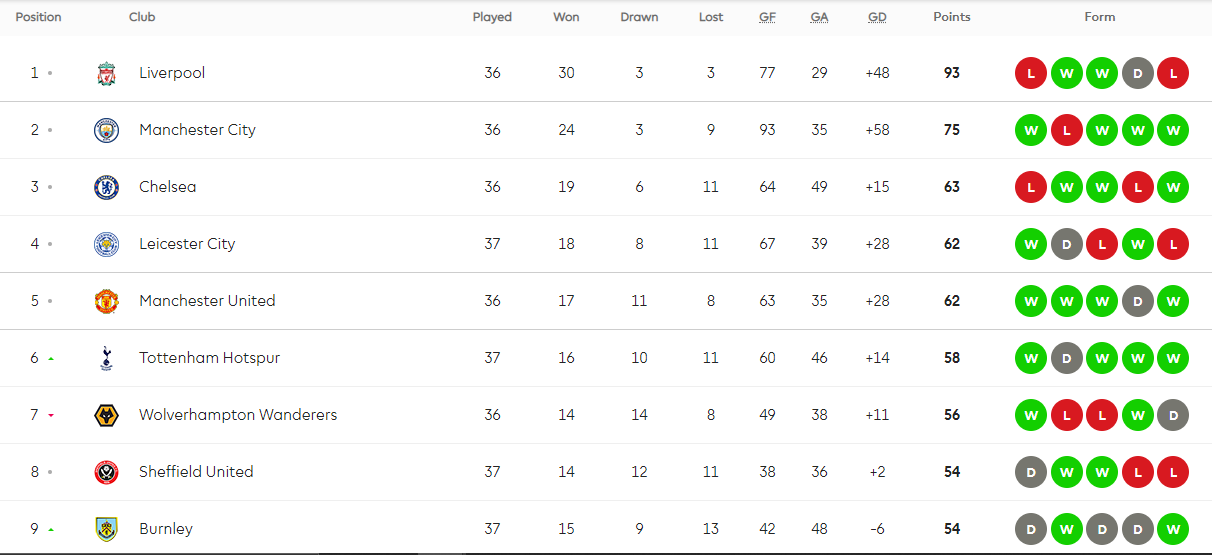 Position Club Played Won Drawn Lost GF GA GD Points Form
1 Liverpool 36 30 3 3 77 29 +48 93 L W W D L
2 Manchester City 36 24 3 9 93 35 +58 75 W L W W W
3 Chelsea 36 19 6 11 64 49 +15 63 L W W L W
4 Leicester City 37 18 8 11 67 39 +28 62 W D L W L
5 Manchester United 36 17 11 8 63 35 +28 62 W W W D W
6 Tottenham Hotspur 37 16 10 11 60 46 +14 58 W D W W W
7 Wolverhampton Wanderers 36 14 14 8 49 38 +11 56 W L L W D
8 Sheffield United 37 14 12 11 38 36 +2 54 D W W L L
9 Burnley 37 15 9 13 42 48 -6 54 D W D D W